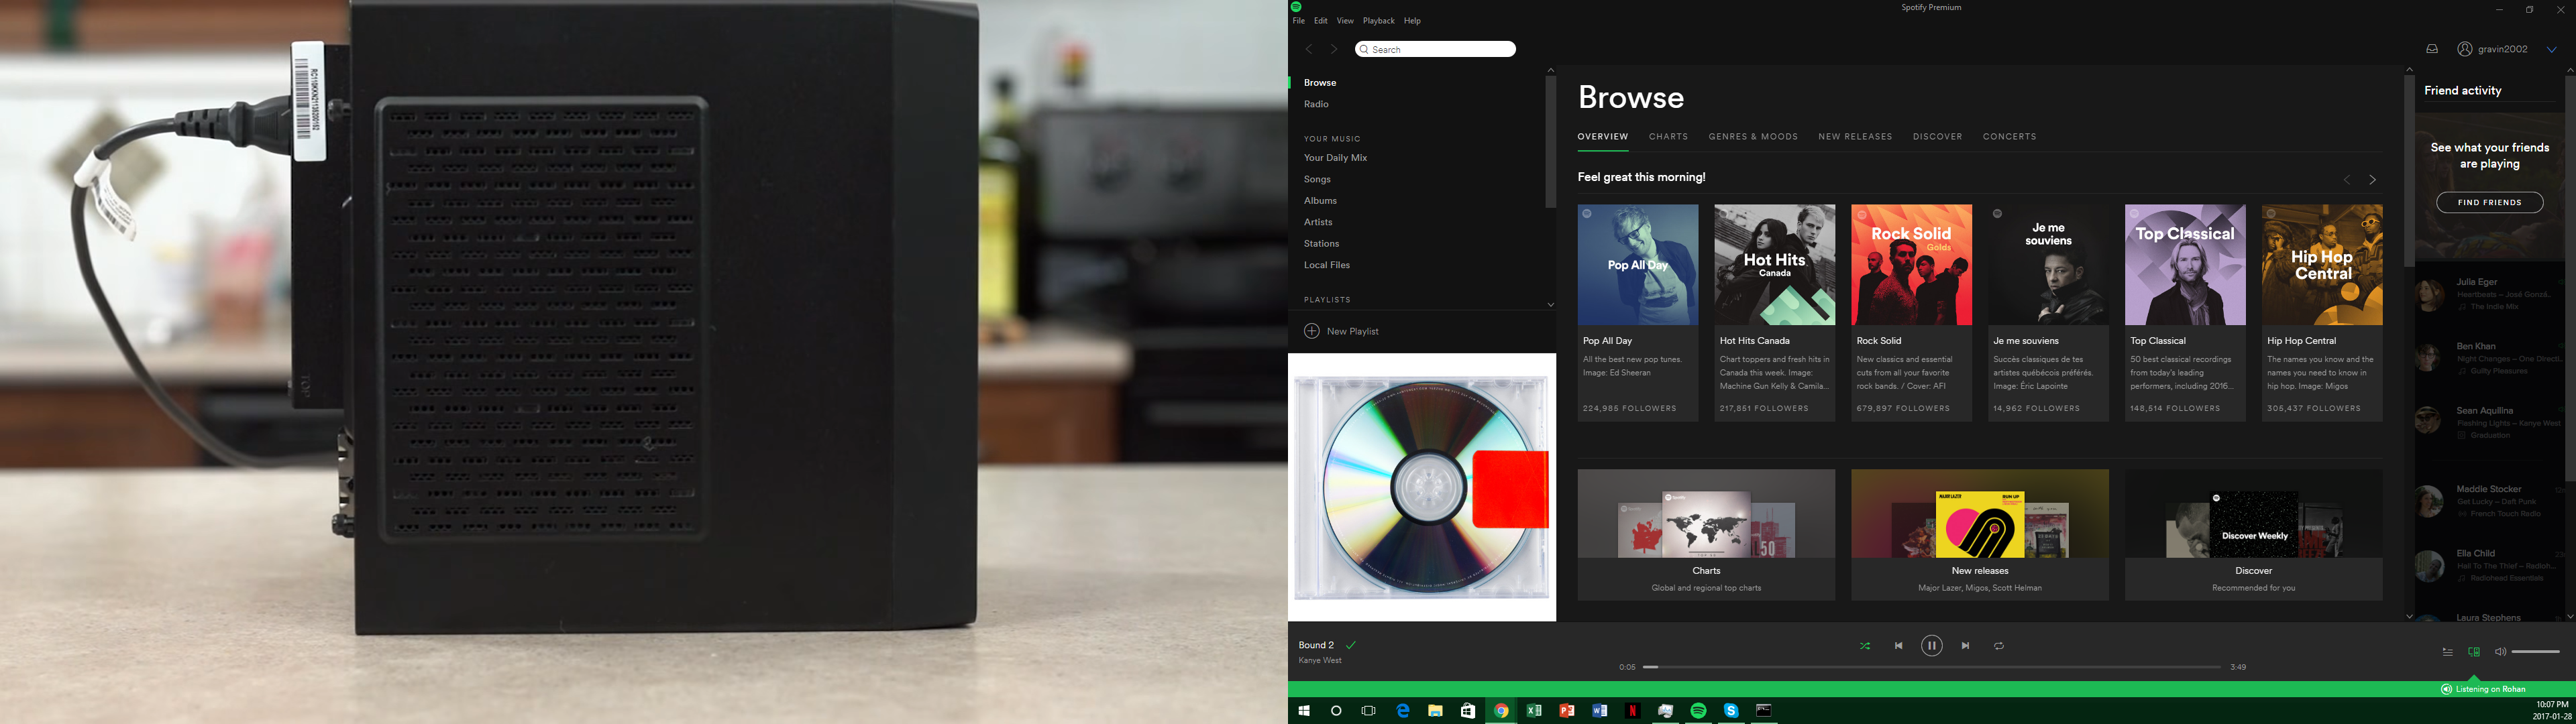 RC110KKN2113G00162
TOP
Spotify Premium
File Edit View Playback Help
Search
gravin2002
Browse
Radio
YOUR MUSIC
Your Daily Mix
Songs
Albums
Artists
Stations
Local Files
PLAYLISTS
New Playlist
Browse
OVERVIEW CHARTS GENRES & MOODS NEW RELEASES DISCOVER CONCERTS
Feel great this morning!
Pop All Day
Pop All Day
All the best new pop tunes.
Image: Ed Sheeran
224,985 FOLLOWERS
Hot Hits
Canada
Hot Hits Canada
Chart toppers and fresh hits in
Canada this week. Image:
Machine Gun Kelly & Camila...
217,851 FOLLOWERS
Rock Solid
Golds
Rock Solid
New classics and essential
cuts from all your favorite
rock bands. / Cover: AFI
679,897 FOLLOWERS
Je me
souviens
Je me souviens
Succès classiques de tes
artistes québécois préférés.
Image: Éric Lapointe
14,962 FOLLOWERS
Top Classical
Top Classical
50 best classical recordings
from today's leading
performers, including 2016...
148,514 FOLLOWERS
Hip Hop
Central
Hip Hop Central
The names you know and the
names you need to know in
hip hop. Image: Migos
305,437 FOLLOWERS
50
Charts
Global and regional top charts
MAJOR LAZER
RUN UP
New releases
Major Lazer, Migos, Scott Helman
Discover Weekly
Discover
Recommended for you
Friend activity
See what your friends
are playing
FIND FRIENDS
Julia Eger
Heartbeats – José Gonzá...
The Indie Mix
Ben Khan
Night Changes – One Directi...
Guilty Pleasures
Sean Aquilina
Flashing Lights – Kanye West
Graduation
Maddie Stocker
Get Lucky – Daft Punk
French Touch Radio
Ella Child
Hail To The Thief – Radioh...
Radiohead Essentials
Laura Stephens
Bound 2
Kanye West
0:05
3:49
Listening on Rohan
10:07 PM
2017-01-28